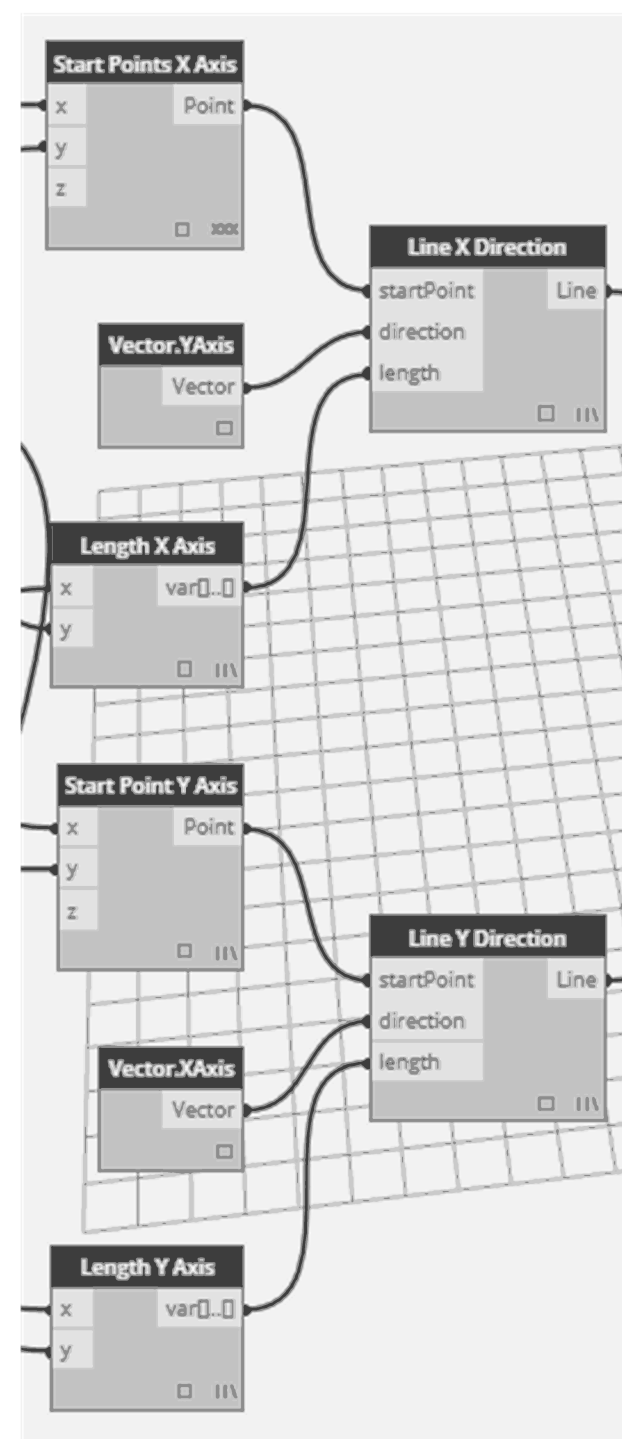 Start Points X Axis
x Point
y
z
xxx
Line X Direction
startPoint Line
direction
length
Vector.YAxis
Vector
Length X Axis
x var[]..[]
y
Start Point Y Axis
x Point
y
z
Line Y Direction
startPoint Line
direction
length
Vector.XAxis
Vector
Length Y Axis
x var[]..[]
y